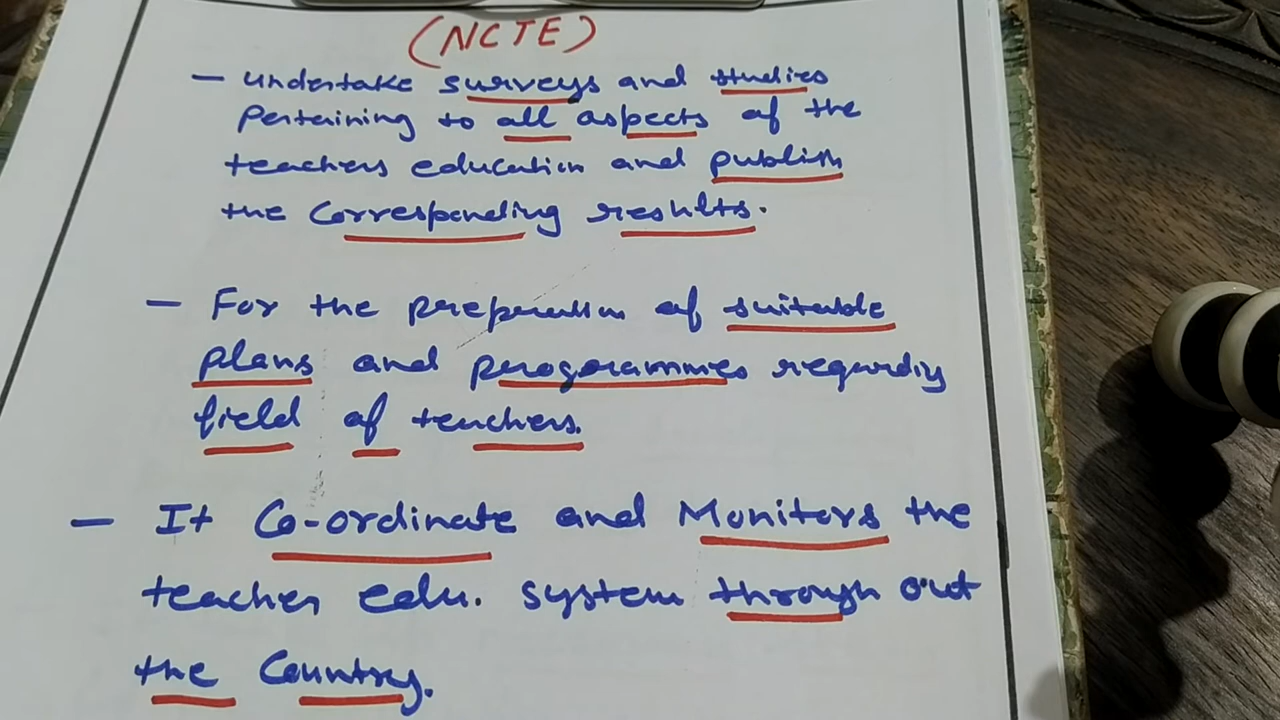 (NCTE)
– undertake surveys and studies
pertaining to all aspects of the
teachers education and publish
the corresponding results.
– For the preparation of suitable
plans and programmes regarding
field of teachers.
– It Co-ordinate and Monitors the
teacher edu. system through out
the Country.